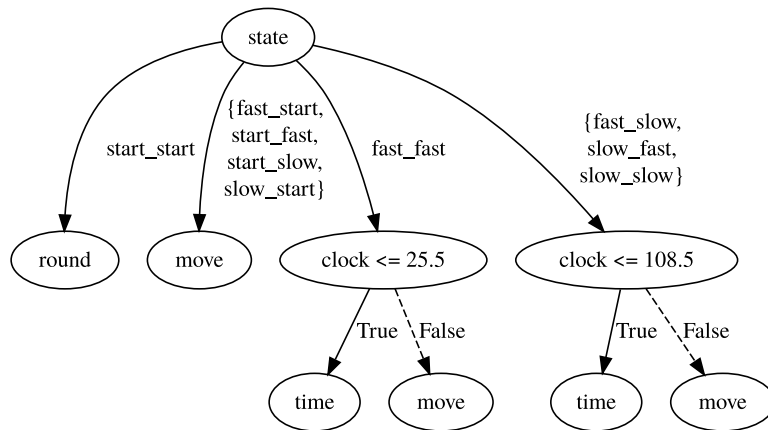 state
start_start
{fast_start,
start_fast,
start_slow,
slow_start}
fast_fast
{fast_slow,
slow_fast,
slow_slow}
round
move
clock <= 25.5
clock <= 108.5
True
False
True
False
time
move
time
move